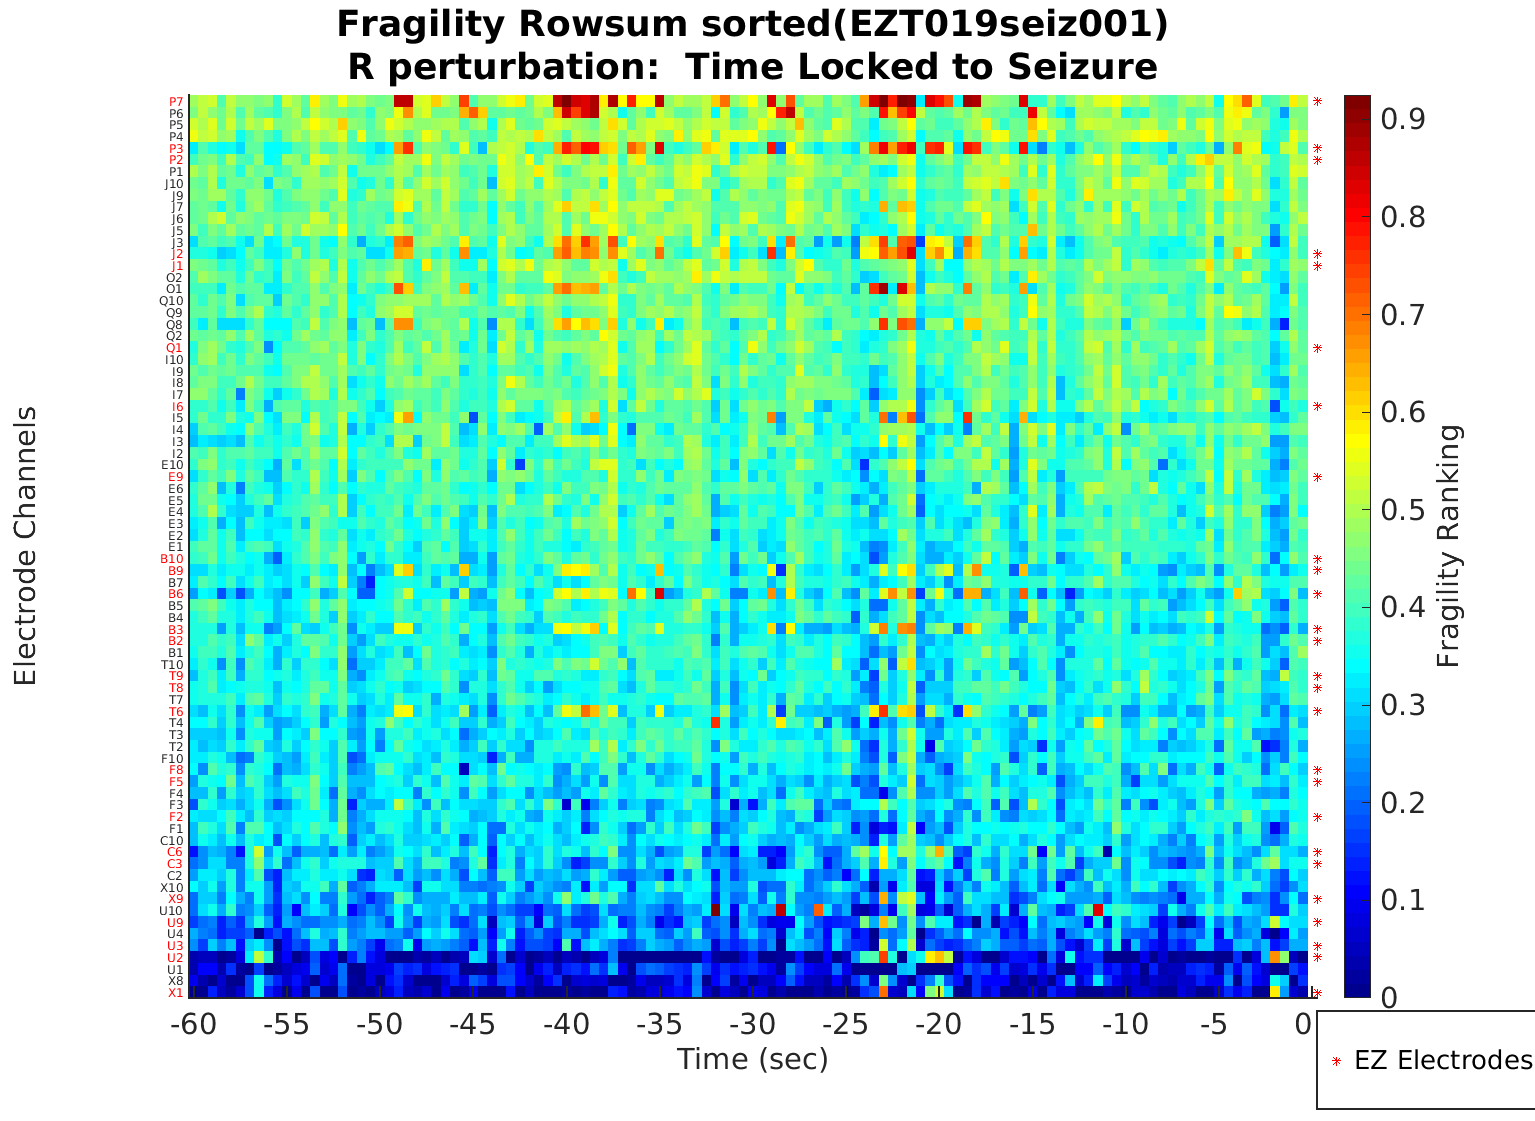 Fragility Rowsum sorted(EZT019seiz001)
R perturbation:  Time Locked to Seizure
Electrode Channels
P7
P6
P5
P4
P3
P2
P1
J10
J9
J7
J6
J5
J3
J2
J1
O2
O1
Q10
Q9
Q8
Q2
Q1
I10
I9
I8
I7
I6
I5
I4
I3
I2
E10
E9
E6
E5
E4
E3
E2
E1
B10
B9
B7
B6
B5
B4
B3
B2
B1
T10
T9
T8
T7
T6
T4
T3
T2
F10
F8
F5
F4
F3
F2
F1
C10
C6
C3
C2
X10
X9
U10
U9
U4
U3
U2
U1
X8
X1
-60 -55 -50 -45 -40 -35 -30 -25 -20 -15 -10 -5 0
Time (sec)
0.9
0.8
0.7
0.6
0.5
0.4
0.3
0.2
0.1
0
Fragility Ranking
EZ Electrodes